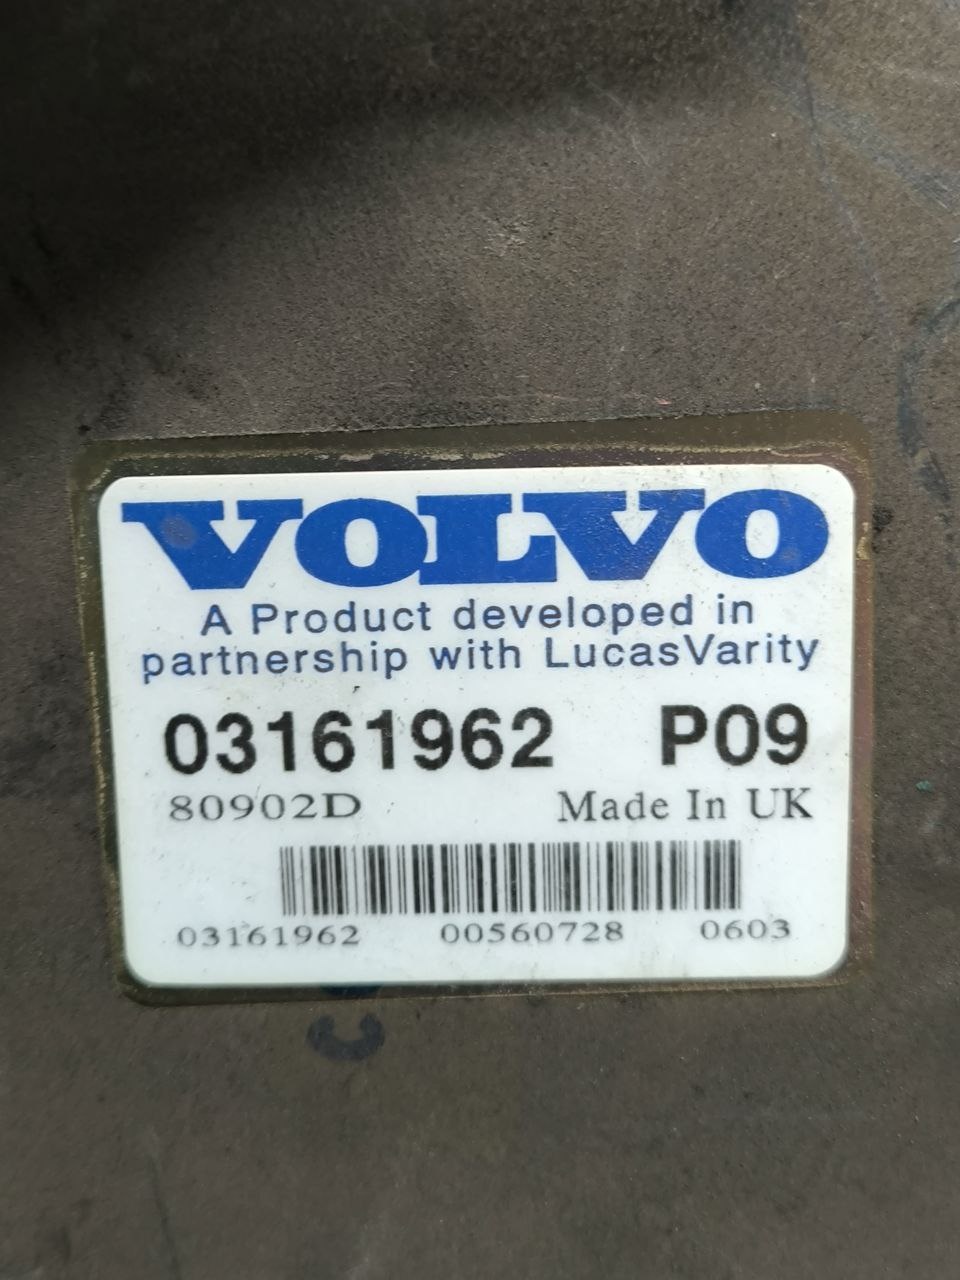 VOLVO
A Product developed in
partnership with LucasVarity
03161962 P09
80902D Made In UK
03161962 00560728 0603